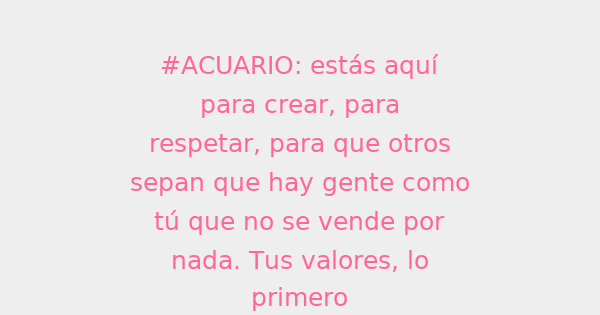 #ACUARIO: estás aquí
para crear, para
respetar, para que otros
sepan que hay gente como
tú que no se vende por
nada. Tus valores, lo
primero